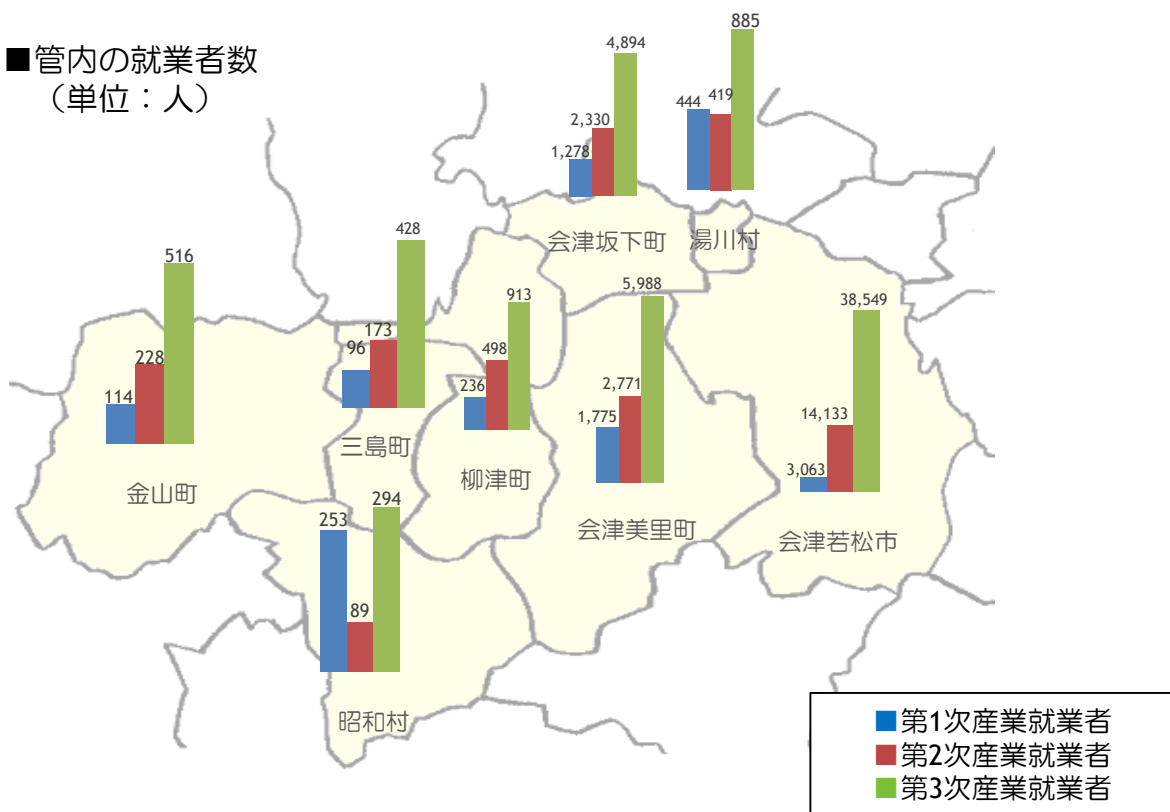 ■管内の就業者数
（単位：人）
4,894
2,330
1,278
会津坂下町
885
444
419
湯川村
516
228
114
金山町
428
173
96
三島町
913
498
236
柳津町
5,988
2,771
1,775
会津美里町
38,549
14,133
3,063
会津若松市
294
253
89
昭和村
■第1次産業就業者
■第2次産業就業者
■第3次産業就業者